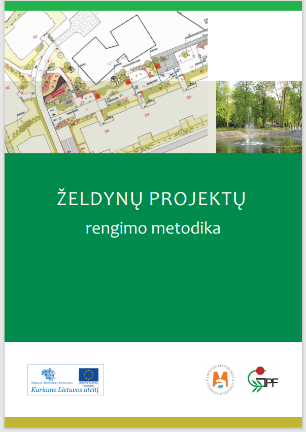 ŽELDYNŲ PROJEKTŲ
rengimo metodika
Kuriame Lietuvos ateitį